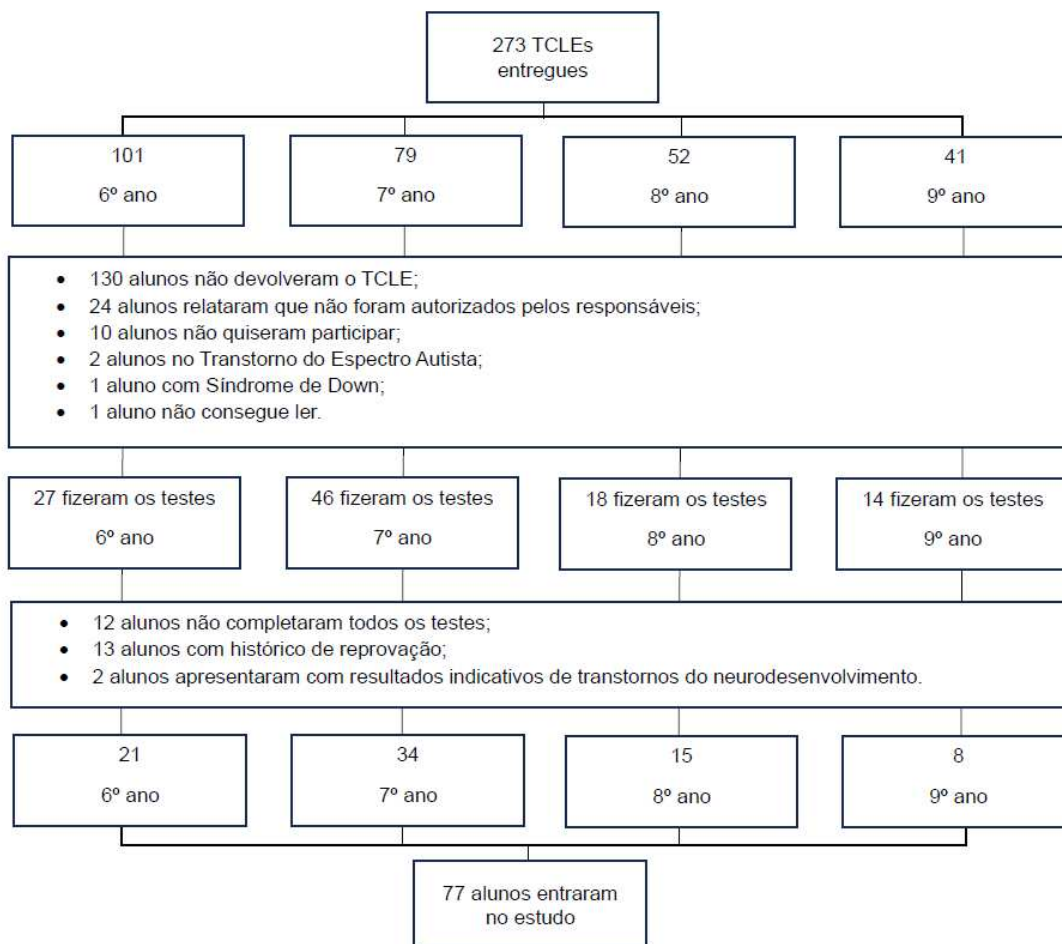 273 TCLEs
entregues
101
6º ano
79
7º ano
52
8º ano
41
9º ano
• 130 alunos não devolveram o TCLE;
• 24 alunos relataram que não foram autorizados pelos responsáveis;
• 10 alunos não quiseram participar;
• 2 alunos no Transtorno do Espectro Autista;
• 1 aluno com Síndrome de Down;
• 1 aluno não consegue ler.
27 fizeram os testes
6º ano
46 fizeram os testes
7º ano
18 fizeram os testes
8º ano
14 fizeram os testes
9º ano
• 12 alunos não completaram todos os testes;
• 13 alunos com histórico de reprovação;
• 2 alunos apresentaram com resultados indicativos de transtornos do neurodesenvolvimento.
21
6º ano
34
7º ano
15
8º ano
8
9º ano
77 alunos entraram
no estudo